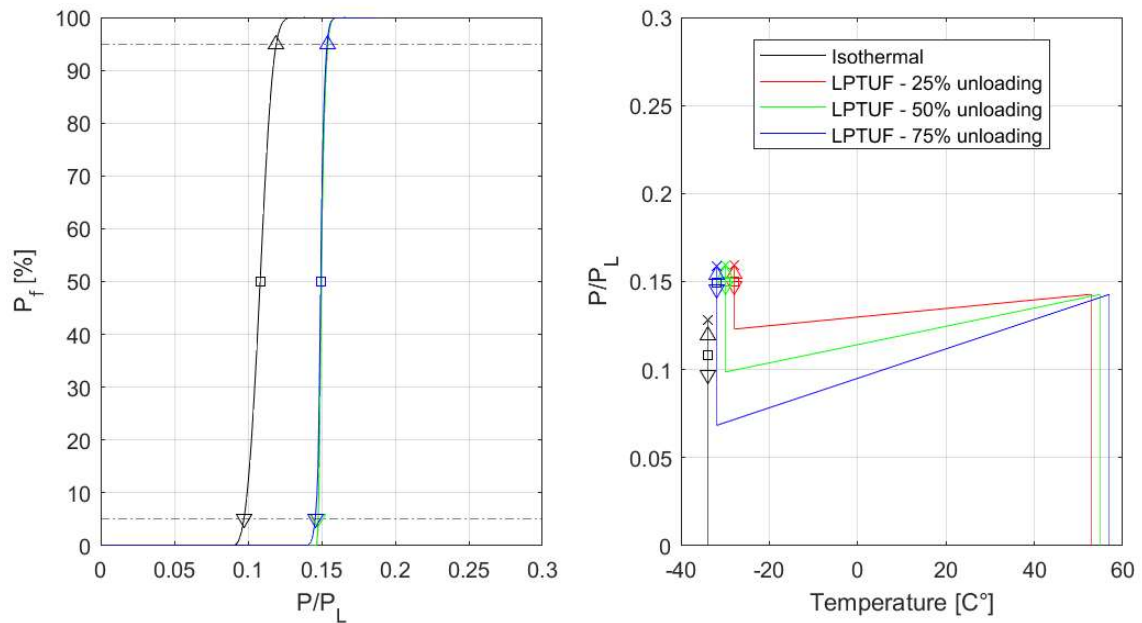 100
90
80
70
60
50
40
30
20
10
0
P_f [%]
0 0.05 0.1 0.15 0.2 0.25 0.3
P/P_L
0.3
0.25
0.2
0.15
0.1
0.05
0
P/P_L
Isothermal
LPTUF - 25% unloading
LPTUF - 50% unloading
LPTUF - 75% unloading
-40 -20 0 20 40 60
Temperature [C°]